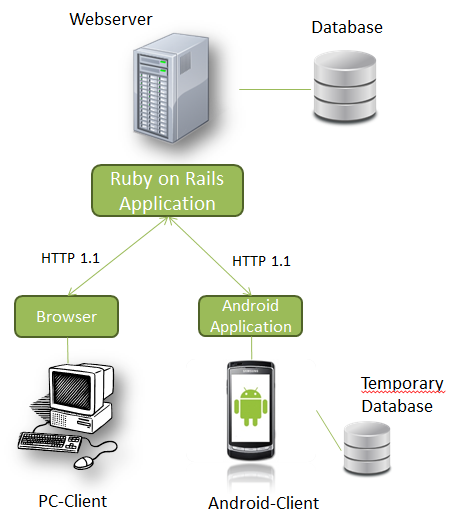 Webserver
Database
Ruby on Rails
Application
HTTP 1.1
HTTP 1.1
Browser
Android
Application
Temporary
Database
PC-Client
Android-Client